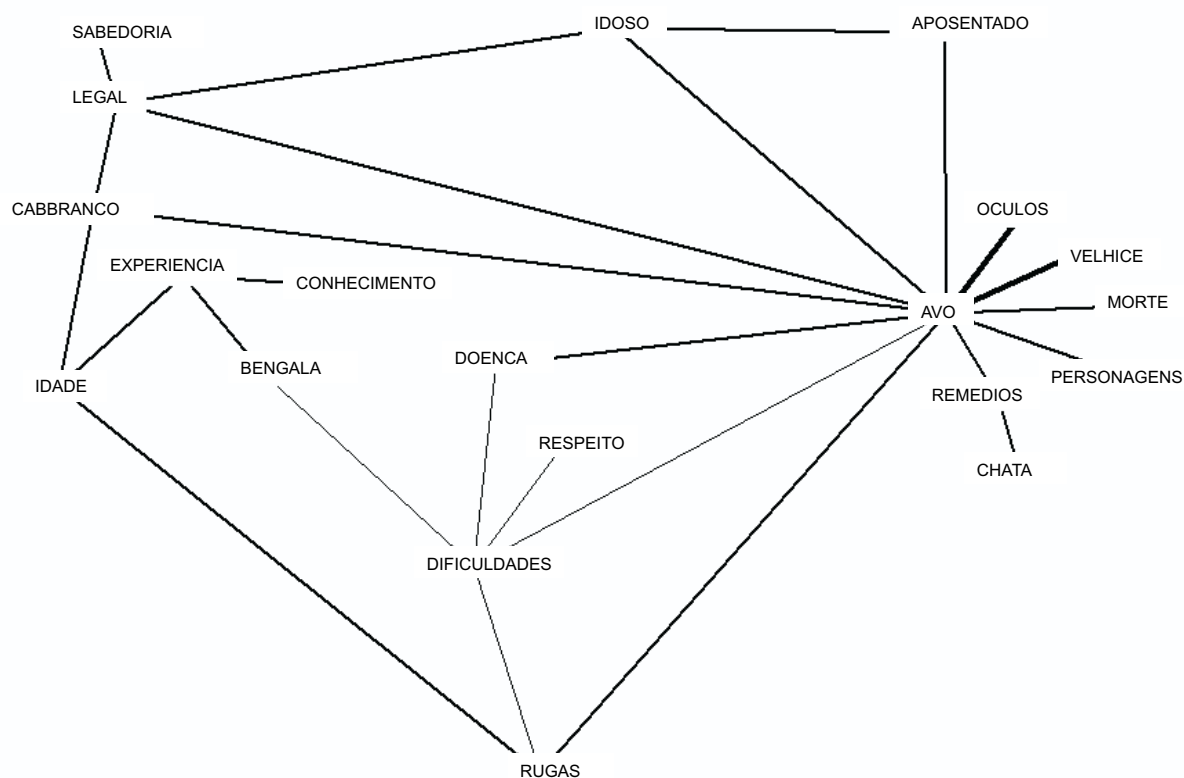 SABEDORIA
IDOSO
APOSENTADO
LEGAL
CABBRANCO
OCULOS
EXPERIENCIA
VELHICE
CONHECIMENTO
MORTE
AVO
DOENCA
BENGALA
PERSONAGENS
IDADE
REMEDIOS
RESPEITO
CHATA
DIFICULDADES
RUGAS